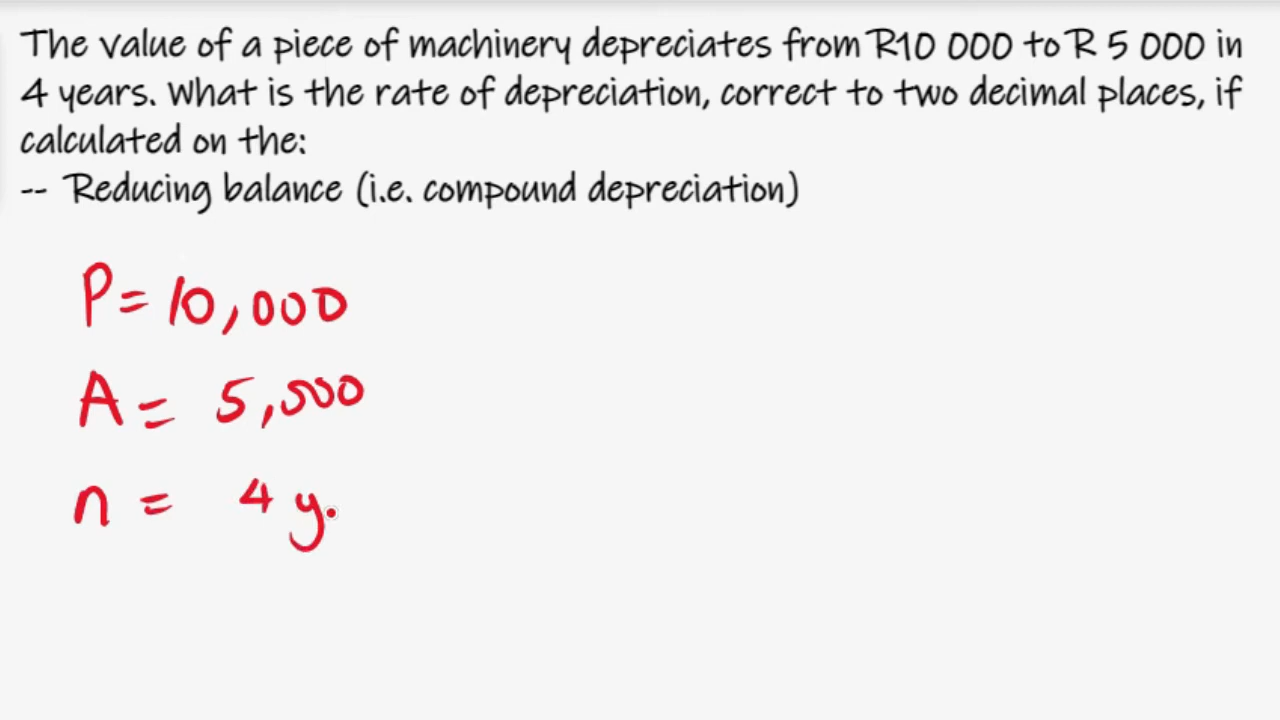 The value of a piece of machinery depreciates from R10 000 to R 5 000 in
4 years. What is the rate of depreciation, correct to two decimal places, if
calculated on the:
-- Reducing balance (i.e. compound depreciation)
P = 10,000
A = 5,000
n = 4 y